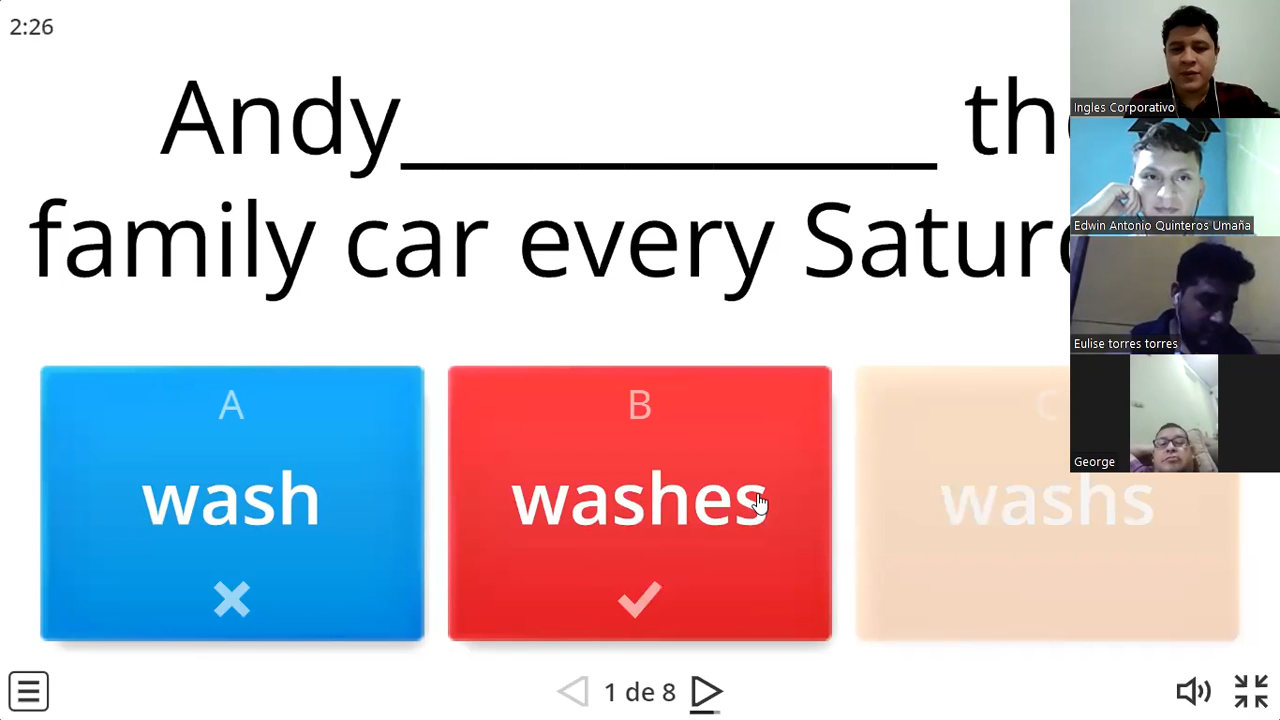 2:26
Andy____________ th
family car every Satur
A
wash
B
washes
C
washs
1 de 8
Ingles Corporativo
Edwin Antonio Quinteros Umaña
Eulise torres torres
George